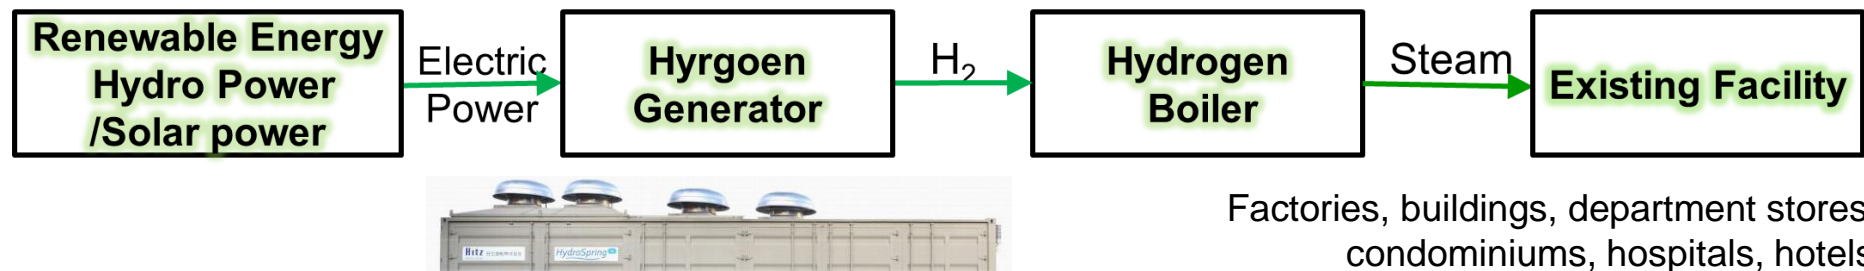 Renewable Energy
Hydro Power
/Solar power
Electric
Power
Hyrgoen
Generator
H₂
Hydrogen
Boiler
Steam
Existing Facility
Factories, buildings, department stores,
condominiums, hospitals, hotels
Hitz
HydroSpring